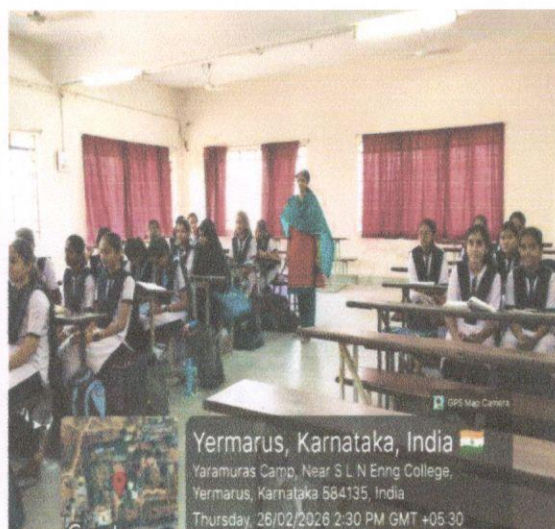 GPS Map Camera
Yermarus, Karnataka, India
Yaramuras Camp, Near S L N Enng College,
Yermarus, Karnataka 584135, India
Thursday, 26/02/2026 2:30 PM GMT +05:30